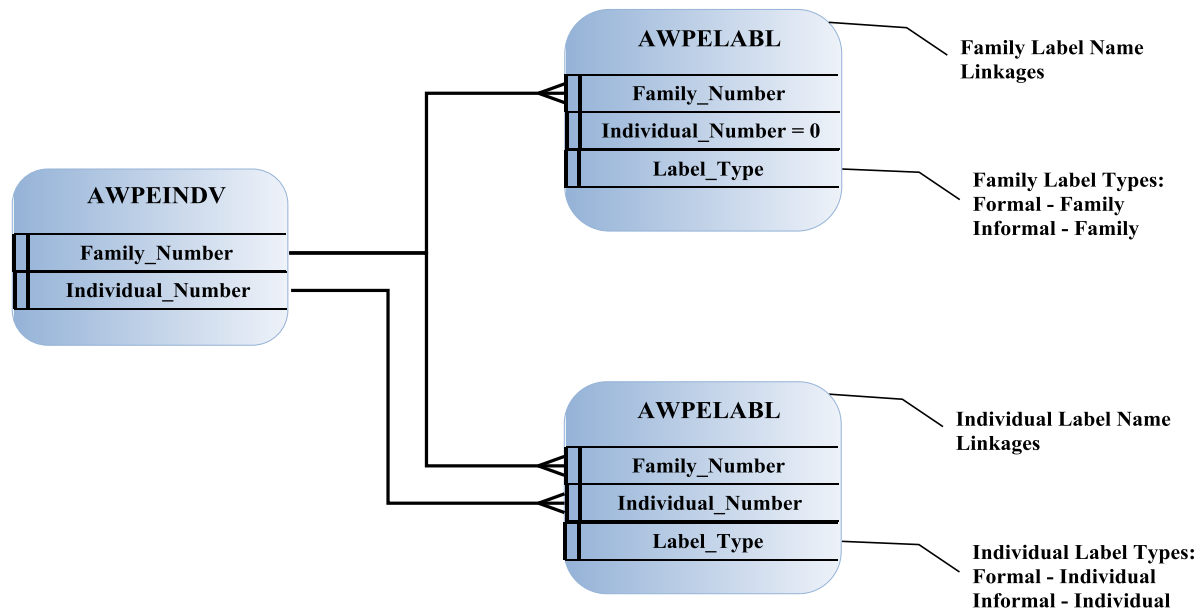 AWPELABL
Family_Number
Individual_Number = 0
Label_Type
Family Label Name
Linkages
Family Label Types:
Formal - Family
Informal - Family
AWPEINDV
Family_Number
Individual_Number
AWPELABL
Family_Number
Individual_Number
Label_Type
Individual Label Name
Linkages
Individual Label Types:
Formal - Individual
Informal - Individual